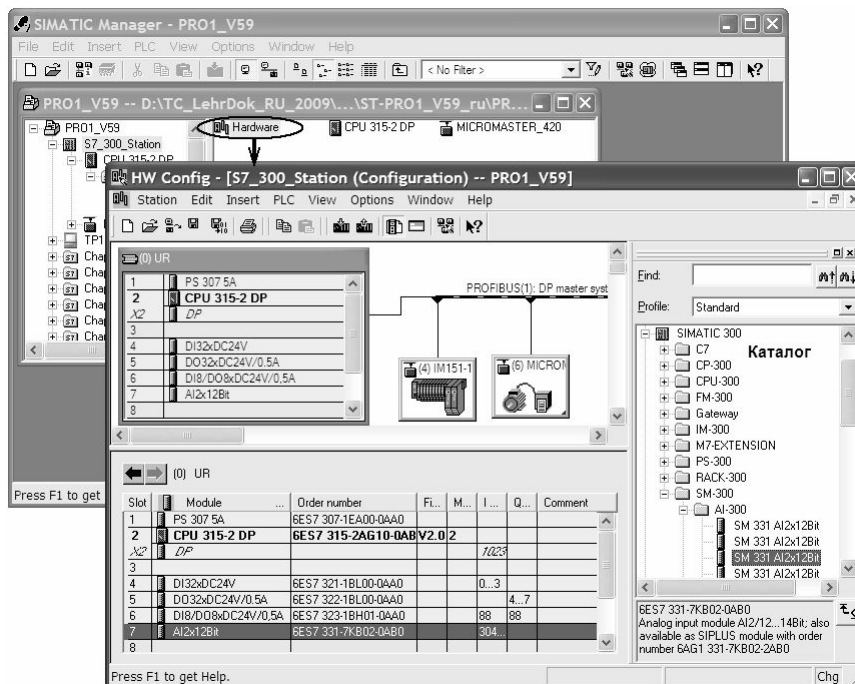 SIMATIC Manager - PRO1_V59
File Edit Insert PLC View Options Window Help
< No Filter >
PRO1_V59 -- D:\TC_LehrDok_RU_2009\...\ST-PRO1_V59_ru\PR...
PRO1_V59
S7_300_Station
CPU 315-2 DP
TP1
Cha
Cha
Cha
Cha
Cha
Hardware
CPU 315-2 DP
MICROMASTER_420
Press F1 to get
HW Config - [S7_300_Station (Configuration) -- PRO1_V59]
Station Edit Insert PLC View Options Window Help
(0) UR
1 PS 307 5A
2 CPU 315-2 DP
X2 DP
3
4 DI32xDC24V
5 DO32xDC24V/0.5A
6 DI8/DO8xDC24V/0,5A
7 AI2x12Bit
8
PROFIBUS(1): DP master syst
(4) IM151-1
(6) MICRON
Find:
Profile: Standard
SIMATIC 300
Каталог
C7
CP-300
CPU-300
FM-300
Gateway
IM-300
M7-EXTENSION
PS-300
RACK-300
SM-300
AI-300
SM 331 AI2x12Bit
SM 331 AI2x12Bit
SM 331 AI2x12Bit
SM 331 AI2x12Bit
6ES7 331-7KB02-0AB0
Analog input module AI2/12...14Bit; also
available as SIPLUS module with order
number 6AG1 331-7KB02-2AB0
(0) UR
Slot Module ... Order number Fi... M... I ... Q... Comment
1 PS 307 5A 6ES7 307-1EA00-0AA0
2 CPU 315-2 DP 6ES7 315-2AG10-0AB V2.0 2
X2 DP 1023
3
4 DI32xDC24V 6ES7 321-1BL00-0AA0 0...3
5 DO32xDC24V/0.5A 6ES7 322-1BL00-0AA0 4...7
6 DI8/DO8xDC24V/0,5A 6ES7 323-1BH01-0AA0 88 88
7 AI2x12Bit 6ES7 331-7KB02-0AB0 304...
8
Press F1 to get Help.
Chg